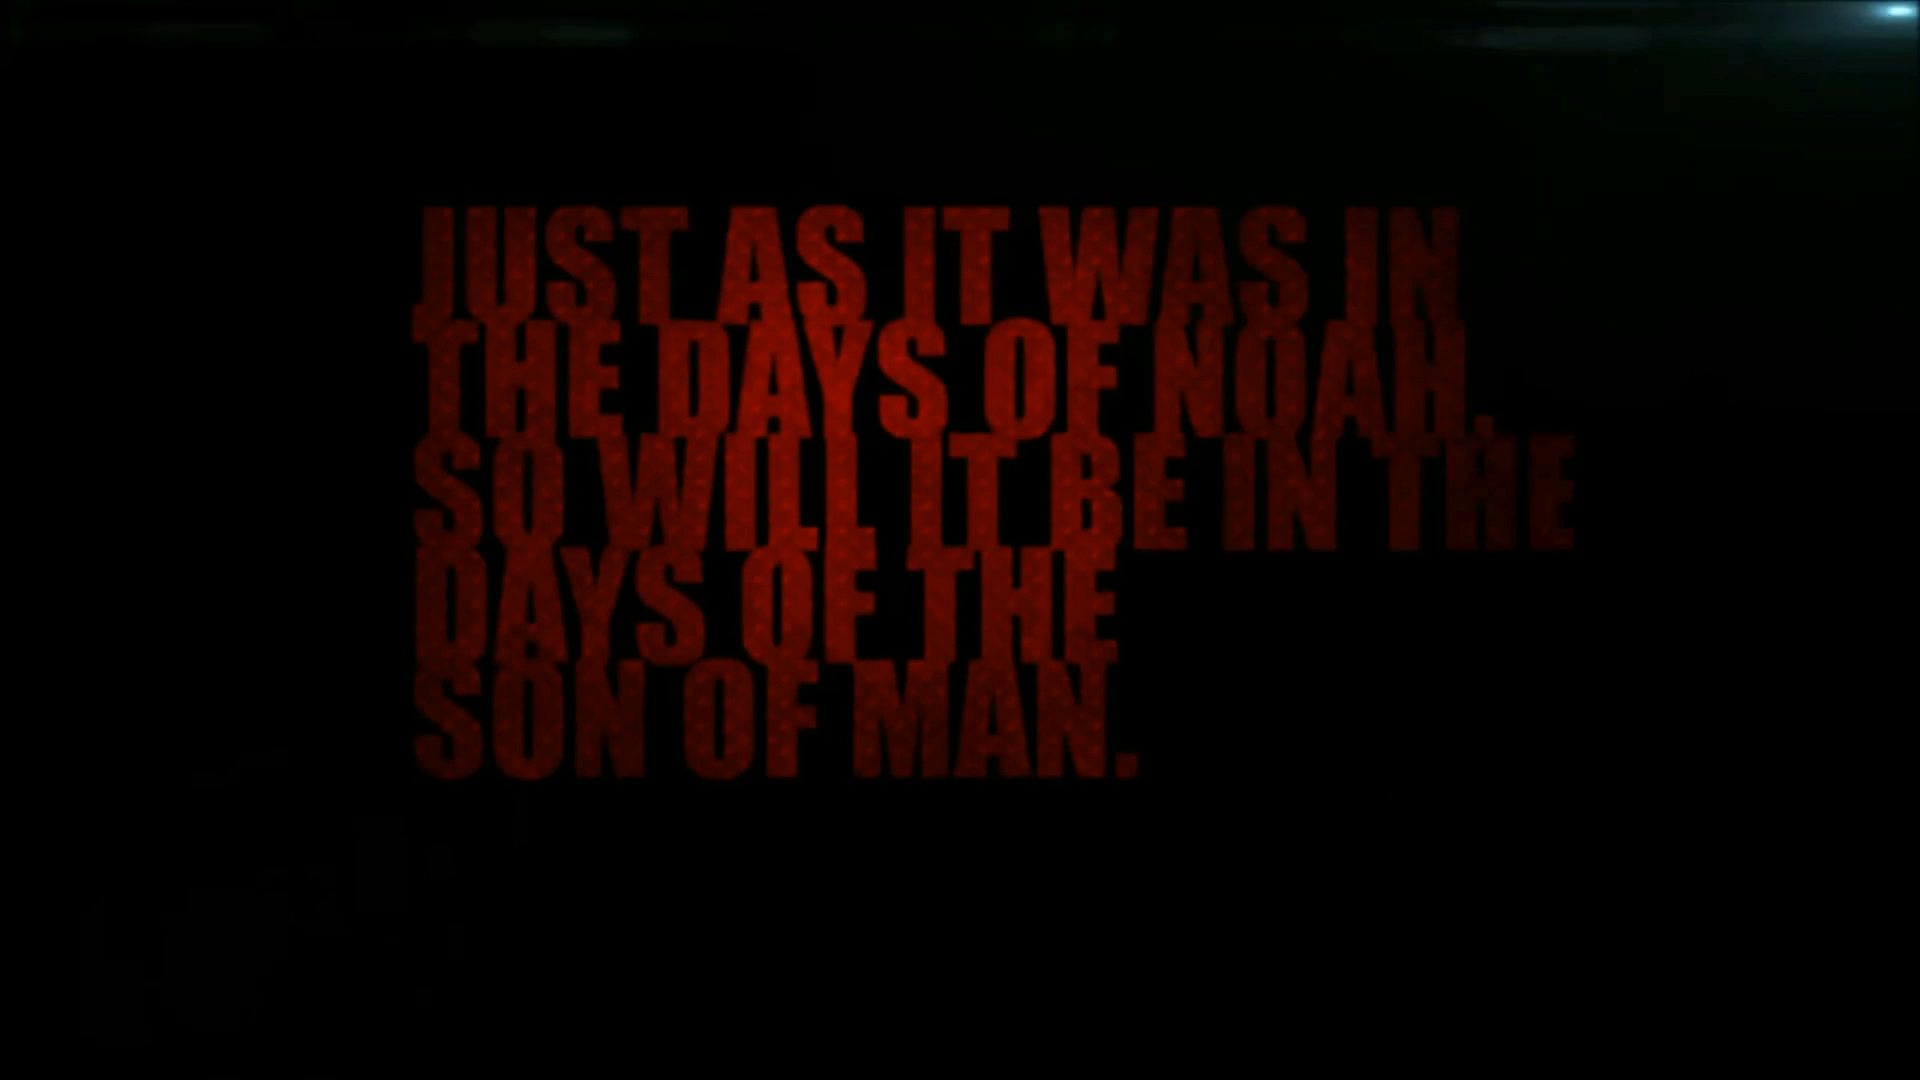 JUST AS IT WAS IN
THE DAYS OF NOAH,
SO WILL IT BE IN THE
DAYS OF THE
SON OF MAN.